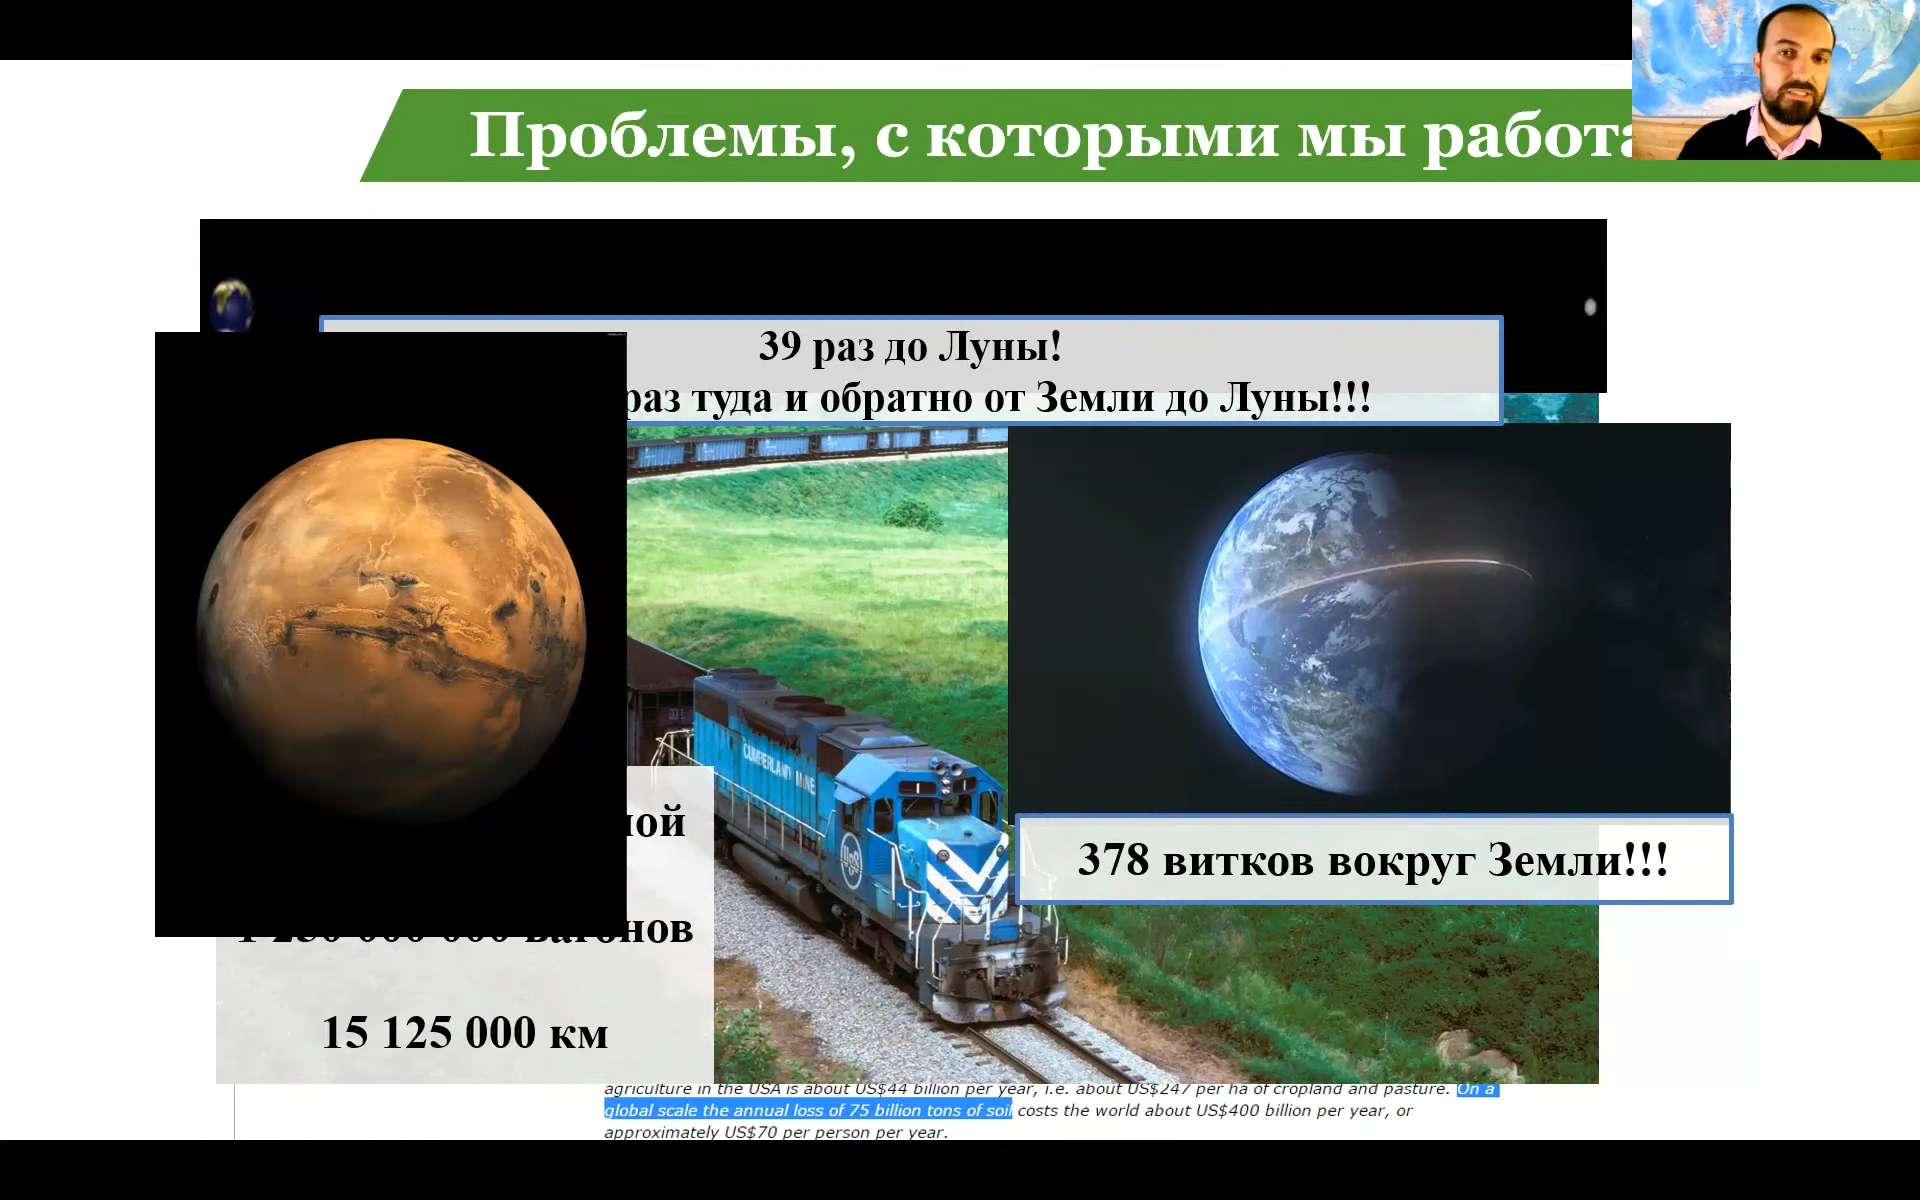 Проблемы, с которыми мы работа
39 раз до Луны!
раз туда и обратно от Земли до Луны!!!
CUMBERLAND MINE
378 витков вокруг Земли!!!
вагонов
15 125 000 км
agriculture in the USA is about US$44 billion per year, i.e. about US$247 per ha of cropland and pasture. On a
global scale the annual loss of 75 billion tons of soil costs the world about US$400 billion per year, or
approximately US$70 per person per year.